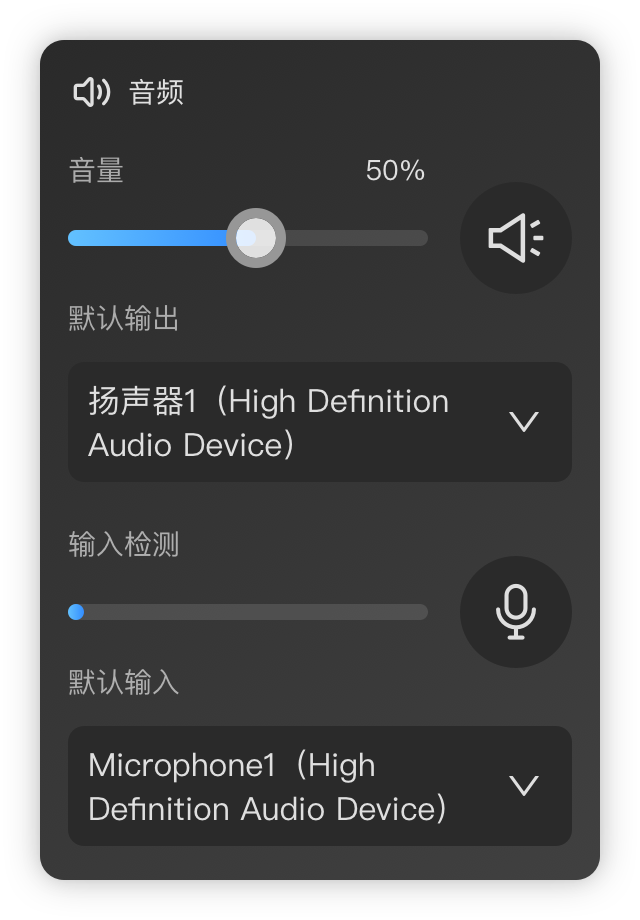 音频
音量
50%
默认输出
扬声器1（High Definition
Audio Device）
输入检测
默认输入
Microphone1（High
Definition Audio Device）